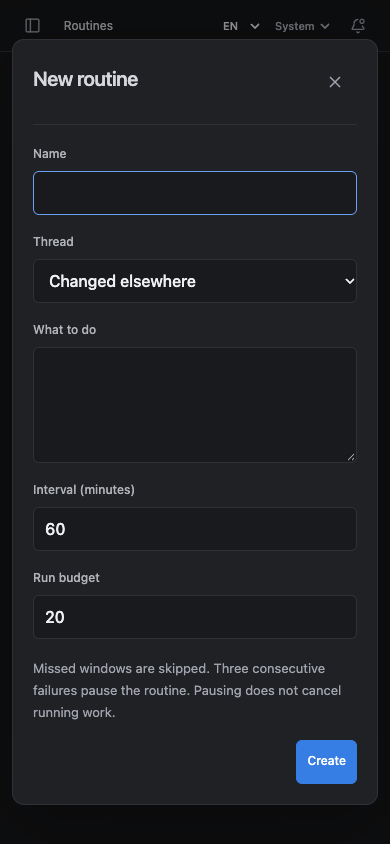 Routines
EN
System
New routine
Name
Thread
Changed elsewhere
What to do
Interval (minutes)
60
Run budget
20
Missed windows are skipped. Three consecutive
failures pause the routine. Pausing does not cancel
running work.
Create